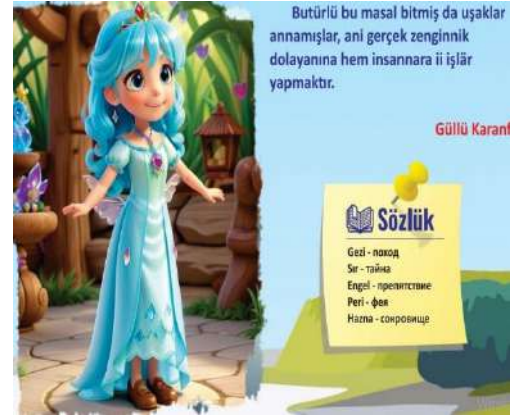 Butürlü bu masal bitmiş da uşaklar
annamışlar, ani gerçek zenginnik
dolayanına hem insannara ii işlär
yapmaktır.
Güllü Karanf
Sözlük
Gezi - поход
Sır - тайна
Engel - препятствие
Peri - фея
Hazna - сокровище